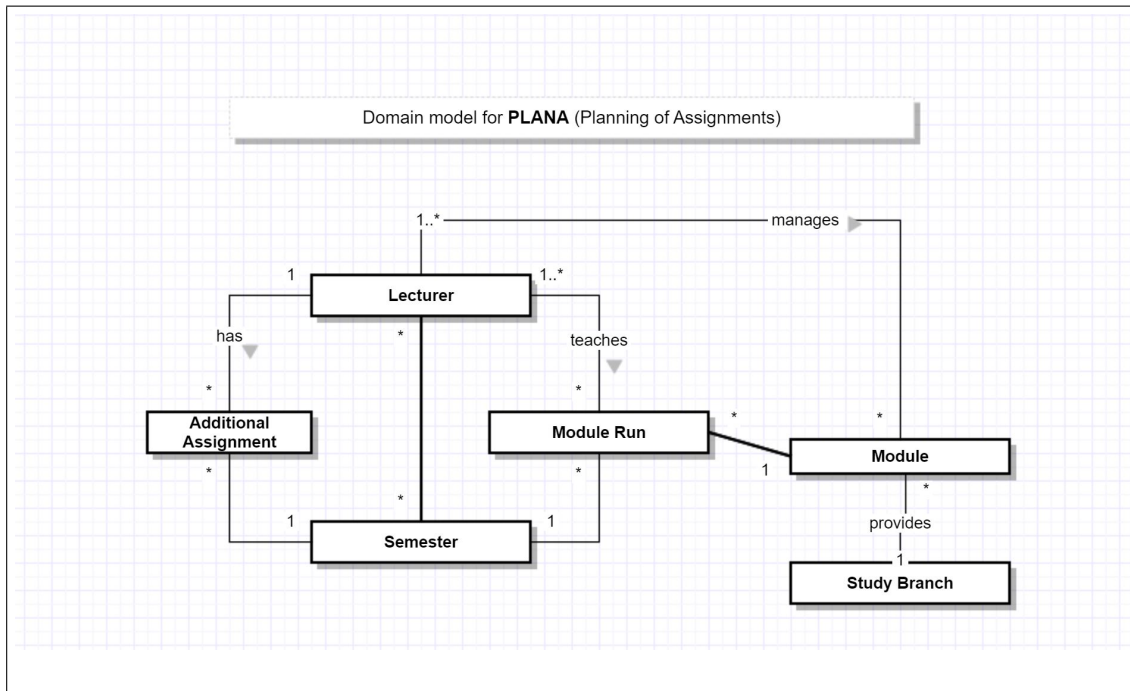 Domain model for PLANA (Planning of Assignments)
1..* manages
1 Lecturer 1..*
has * teaches
* * * *
Additional
Assignment
Module Run
Module
* * 1
* *
1 Semester 1
provides
1
Study Branch